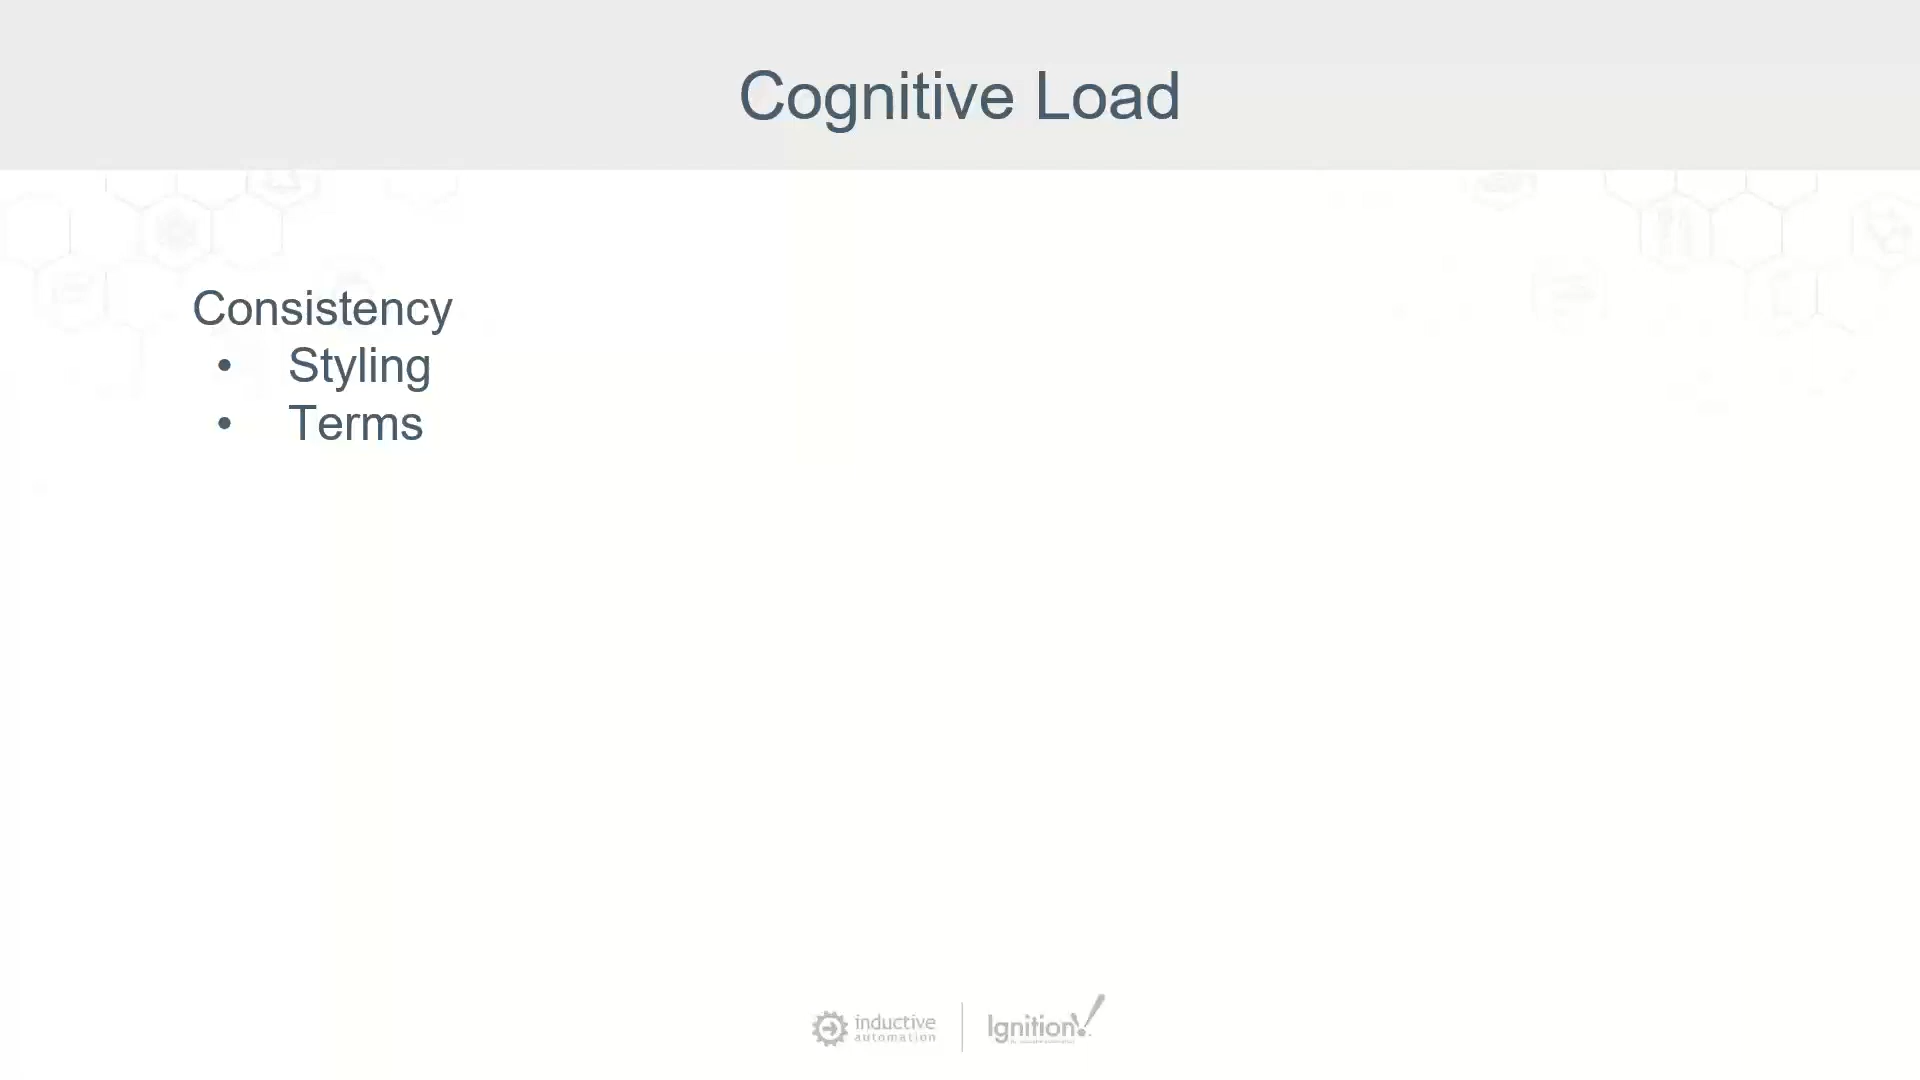 Cognitive Load
Consistency
• Styling
• Terms
inductive
automation
Ignition!